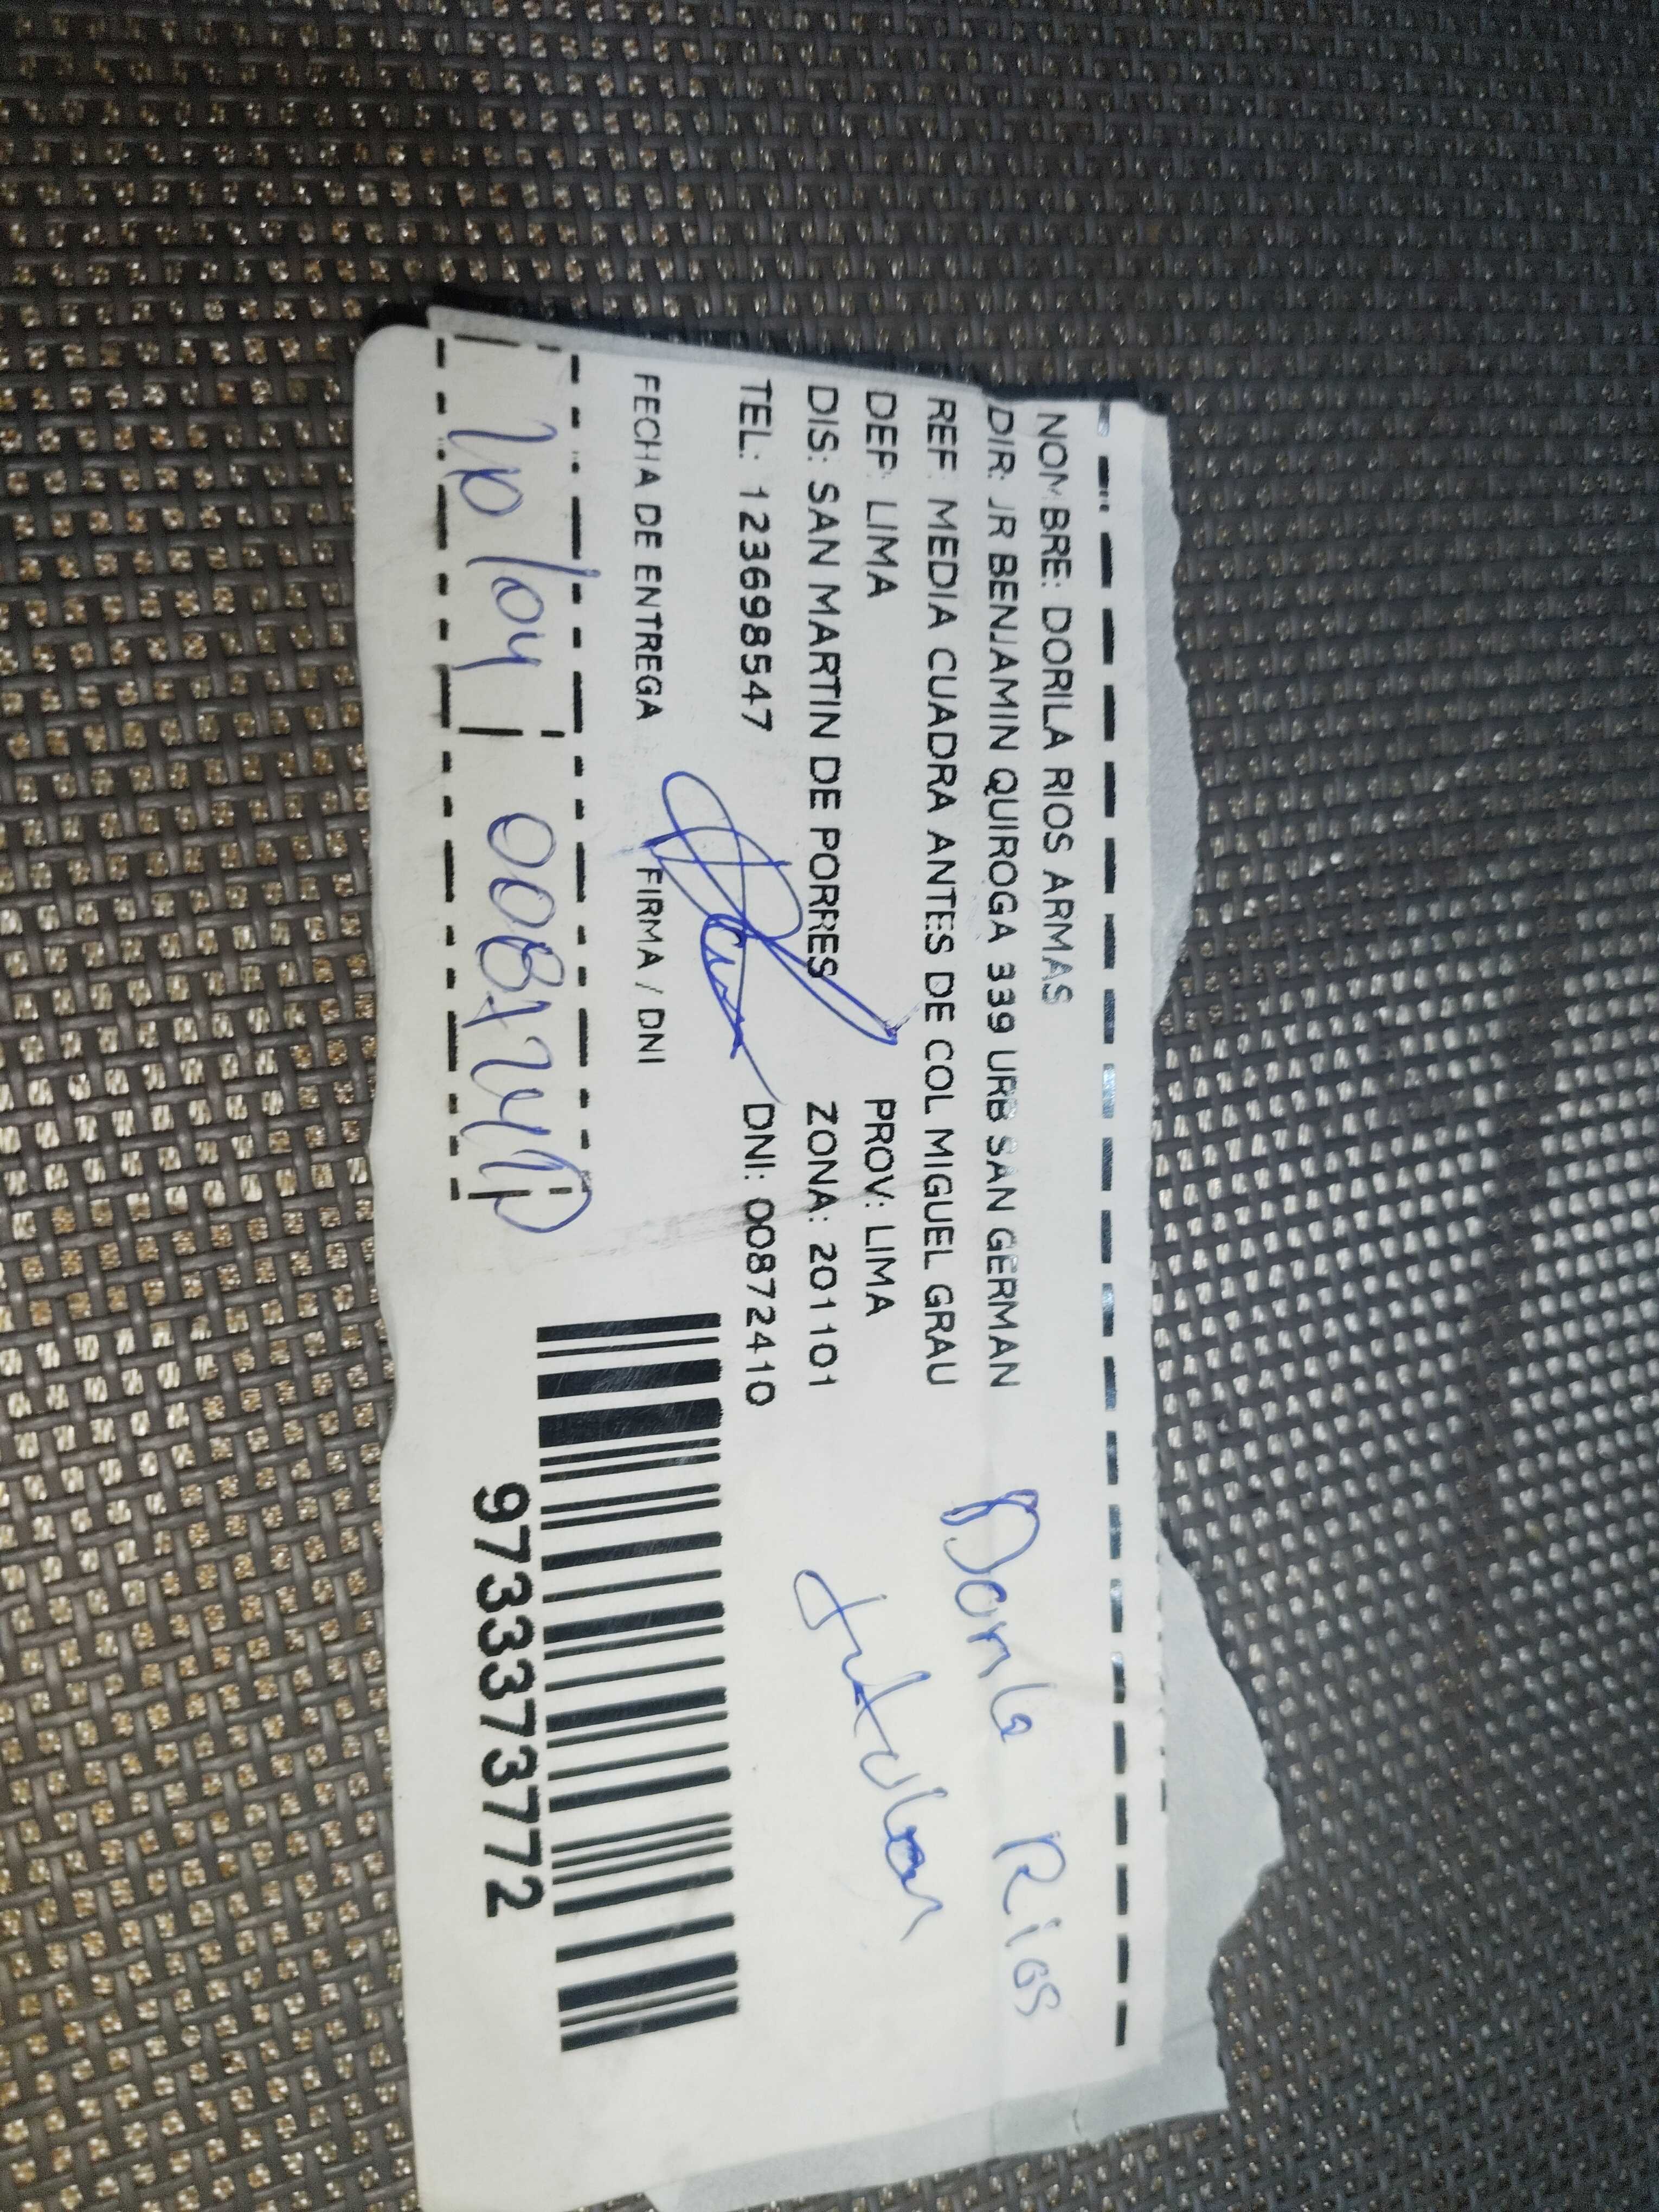 NOMBRE: DORILA RIOS ARMAS
DIR: JR BENJAMIN QUIROGA 339 URB SAN GERMAN
REF: MEDIA CUADRA ANTES DE COL MIGUEL GRAU
DEP: LIMA PROV: LIMA
DIS: SAN MARTIN DE PORRES ZONA: 201101
TEL: 123698547 DNI: 00872410
Dorila Rios
titular
FECHA DE ENTREGA FIRMA / DNI
20/04 00872410
9733373772